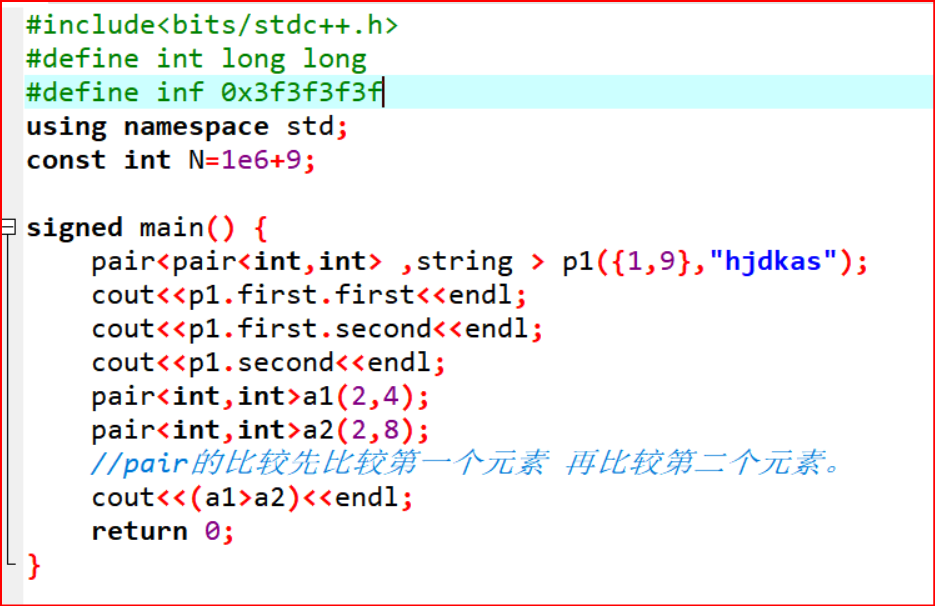 #include<bits/stdc++.h>
#define int long long
#define inf 0x3f3f3f3f
using namespace std;
const int N=1e6+9;
signed main() {
pair<pair<int,int> ,string > p1({1,9},"hjdkas");
cout<<p1.first.first<<endl;
cout<<p1.first.second<<endl;
cout<<p1.second<<endl;
pair<int,int>a1(2,4);
pair<int,int>a2(2,8);
//pair的比较先比较第一个元素 再比较第二个元素。
cout<<(a1>a2)<<endl;
return 0;
}